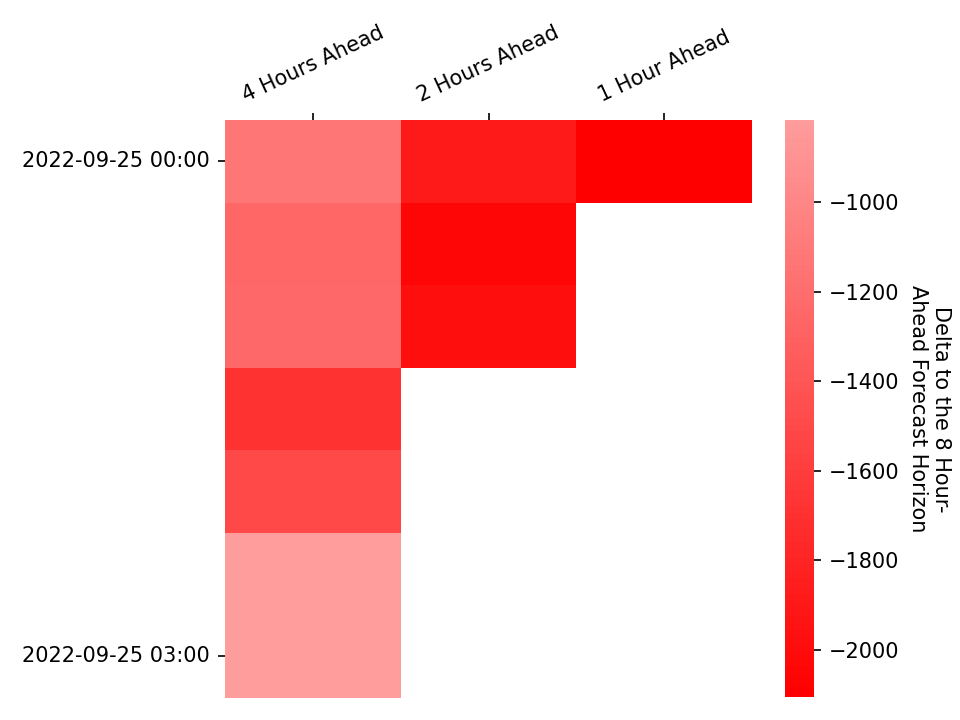 4 Hours Ahead
2 Hours Ahead
1 Hour Ahead
2022-09-25 00:00
2022-09-25 03:00
−1000
−1200
−1400
−1600
−1800
−2000
Delta to the 8 Hour-
Ahead Forecast Horizon